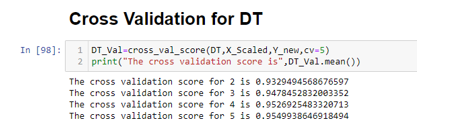 Cross Validation for DT
In [98]:
1 DT_Val=cross_val_score(DT,X_Scaled,Y_new,cv=5)
2 print("The cross validation score is",DT_Val.mean())
The cross validation score for 2 is 0.9329494568676597
The cross validation score for 3 is 0.9478452832003352
The cross validation score for 4 is 0.9526925483320713
The cross validation score for 5 is 0.9549938646918494